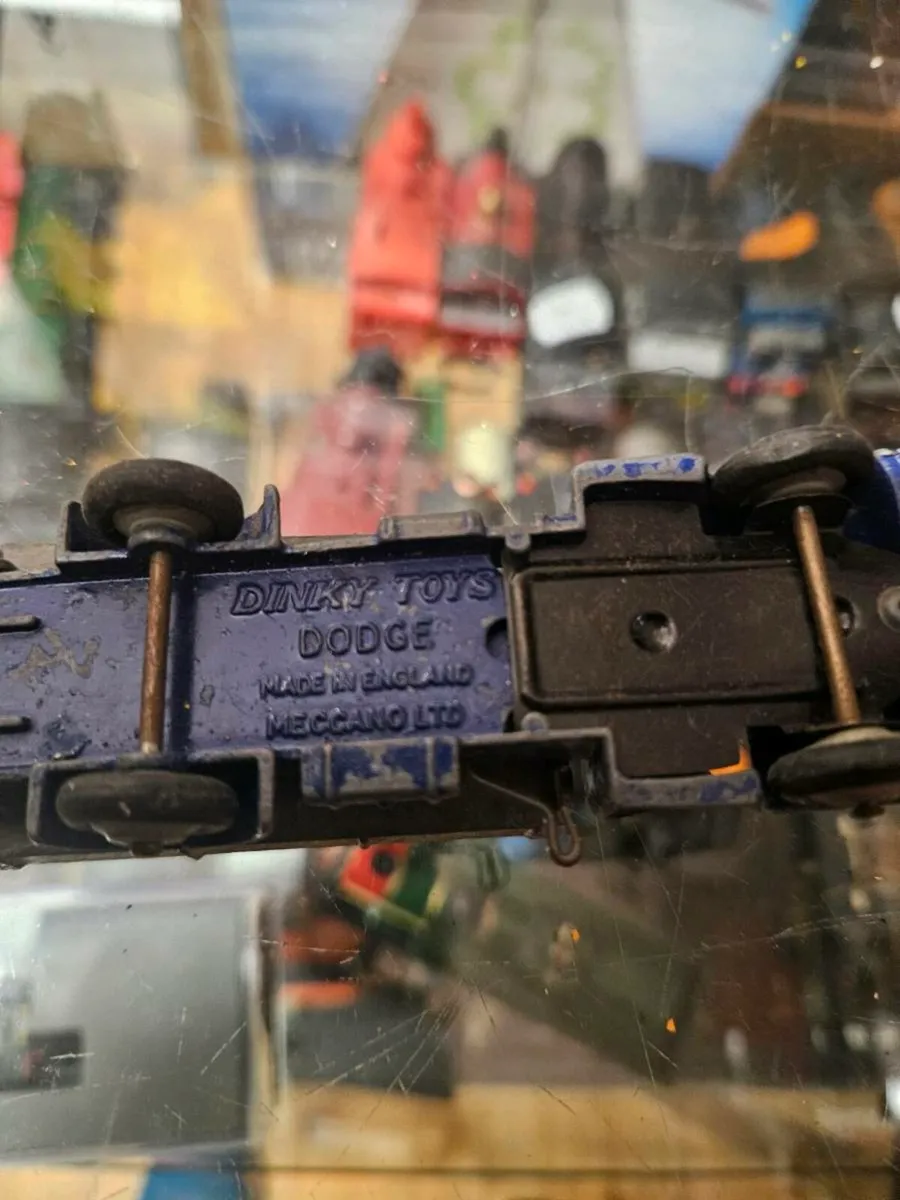 DINKY TOYS
DODGE
MADE IN ENGLAND
MECCANO LTD